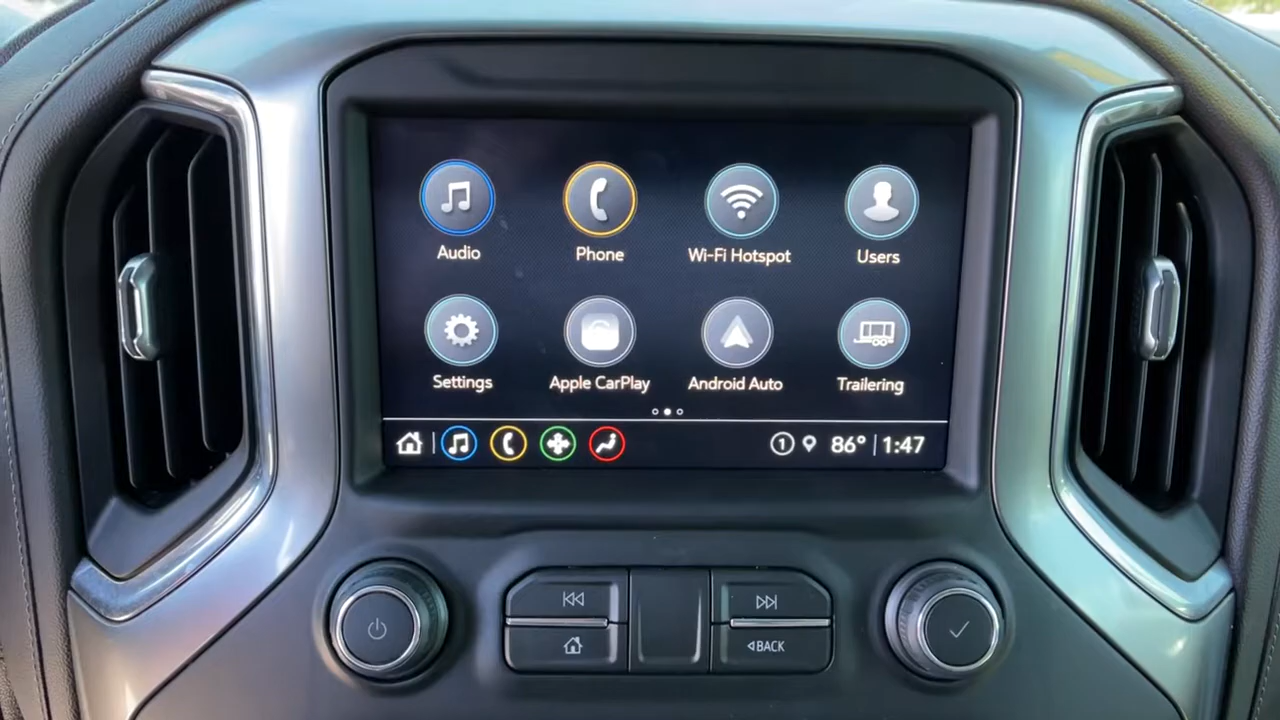 Audio Phone Wi-Fi Hotspot Users
Settings Apple CarPlay Android Auto Trailering
1 86° 1:47
BACK